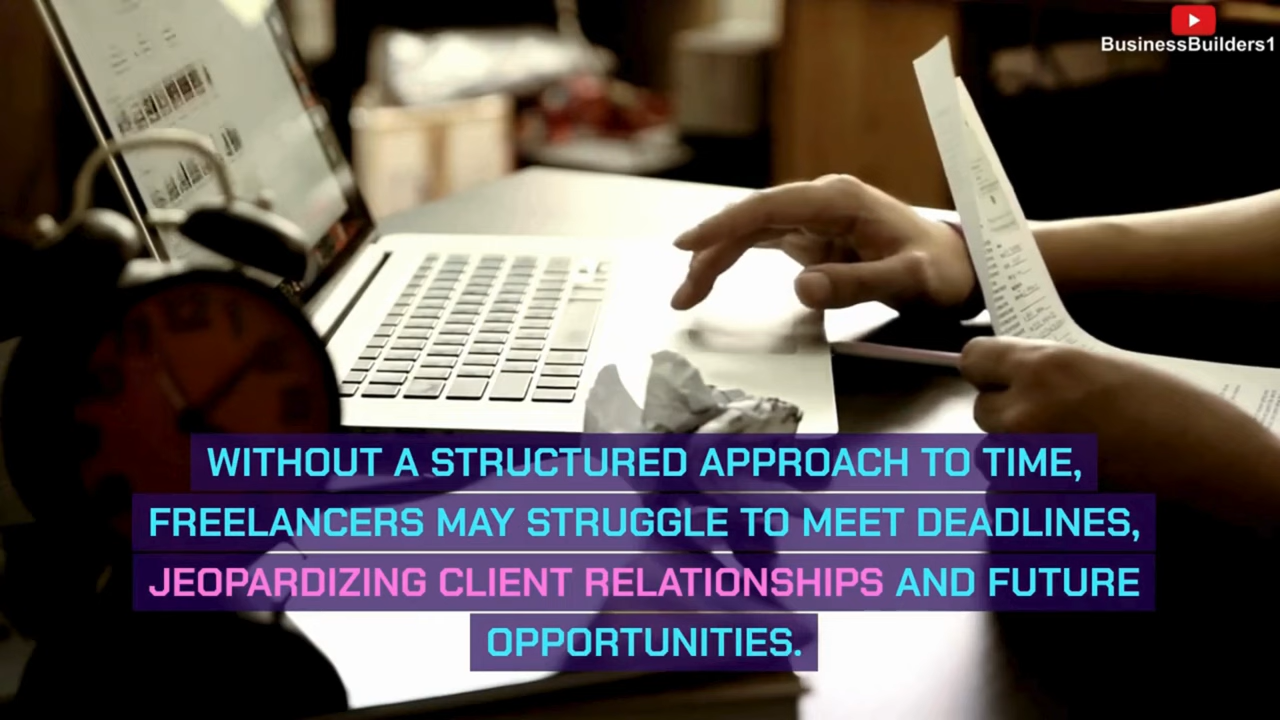 BusinessBuilders1
WITHOUT A STRUCTURED APPROACH TO TIME,
FREELANCERS MAY STRUGGLE TO MEET DEADLINES,
JEOPARDIZING CLIENT RELATIONSHIPS AND FUTURE
OPPORTUNITIES.